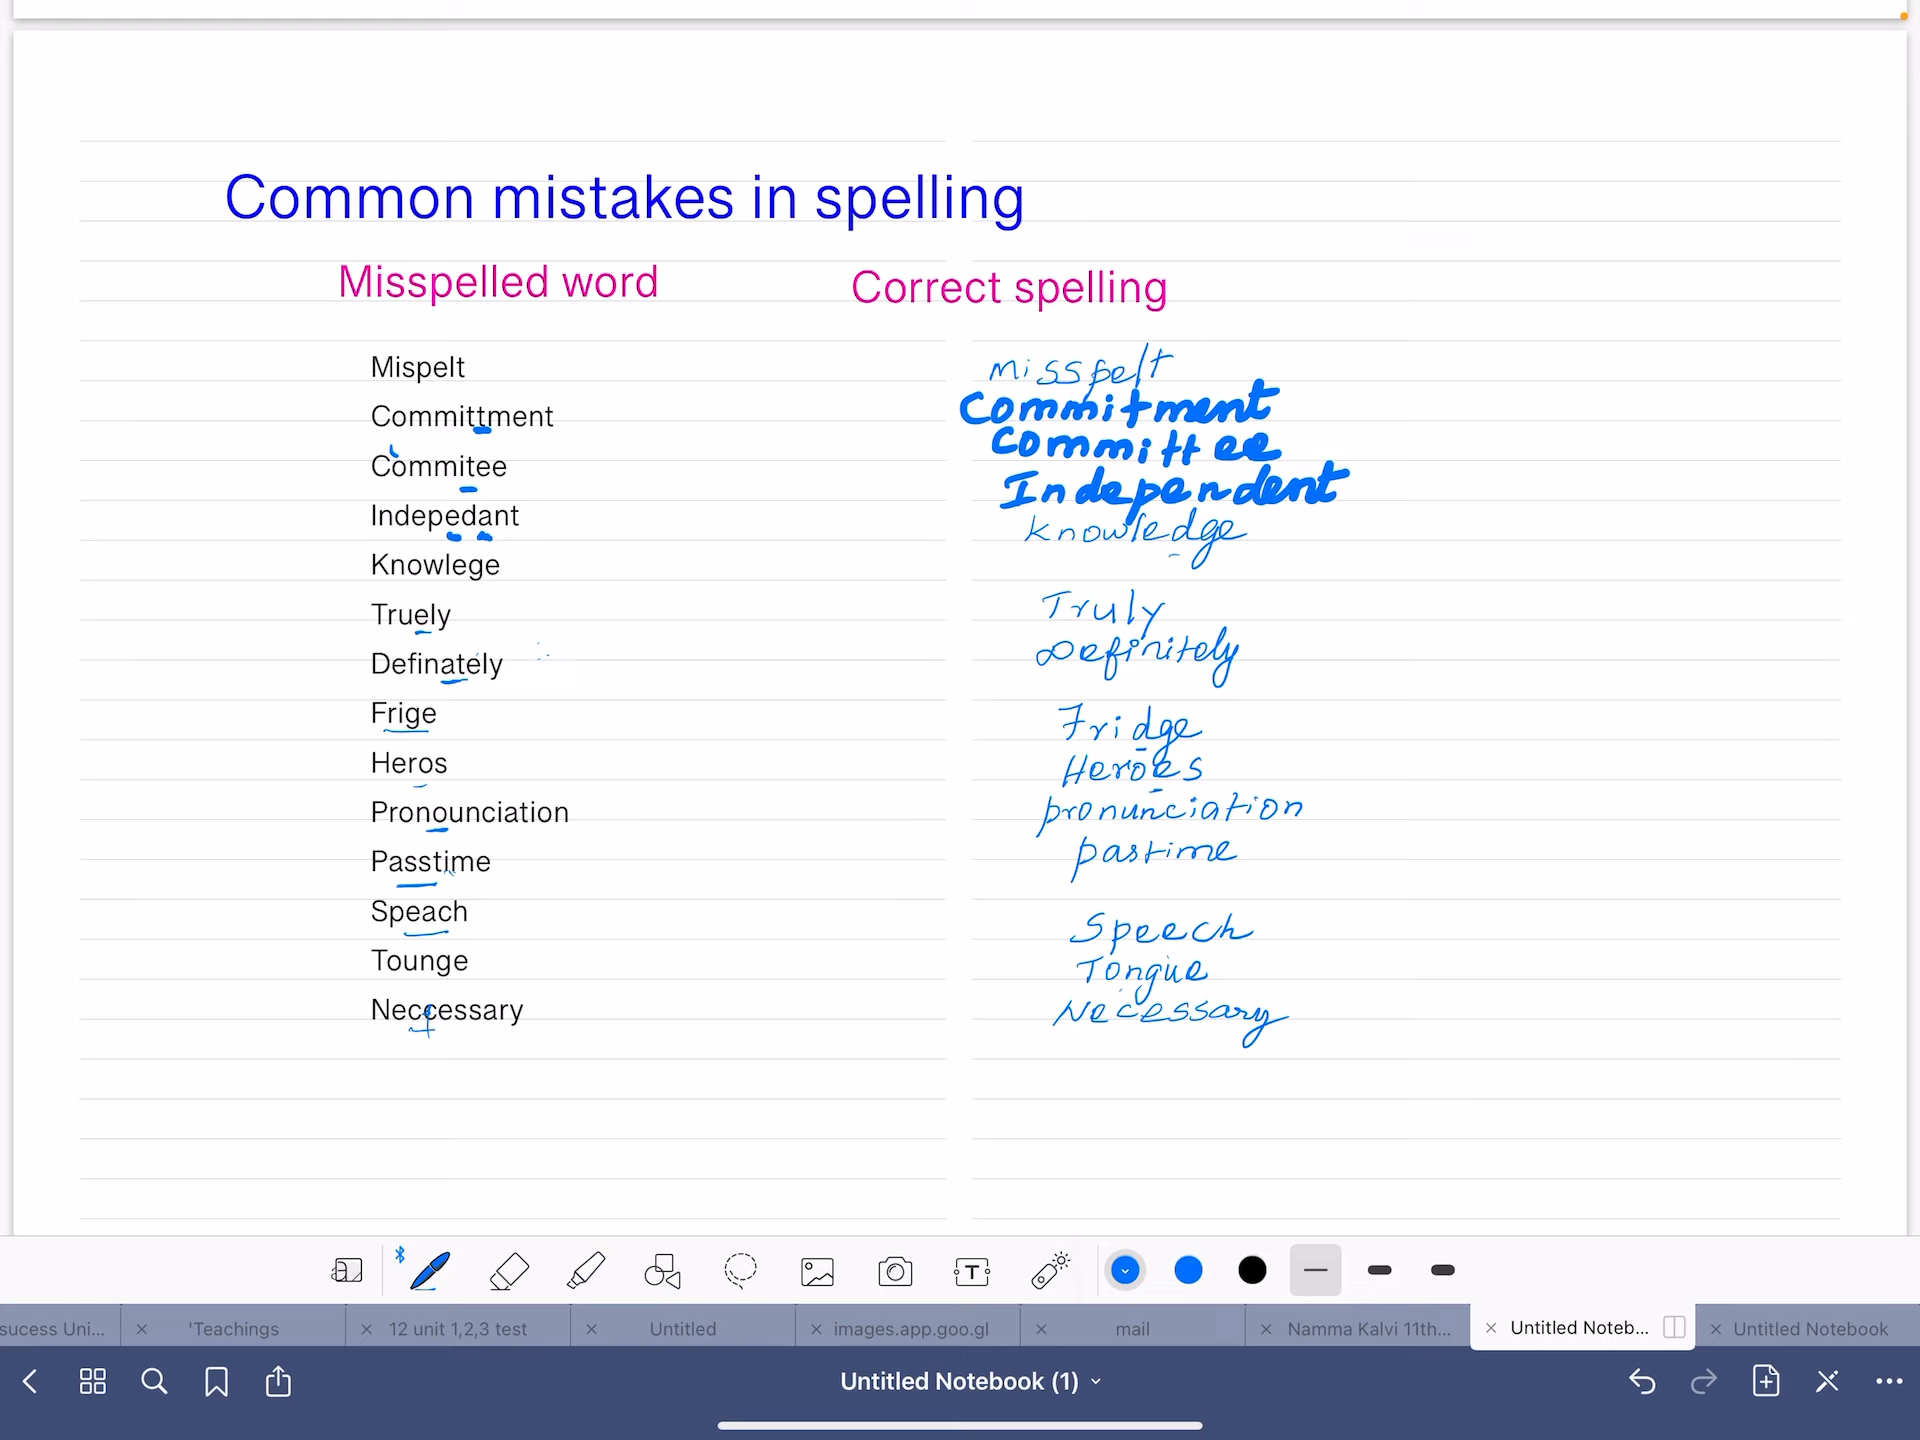 Common mistakes in spelling
Misspelled word Correct spelling
Mispelt Misspelt
Committment Commitment
Commitee Committee
Indepedant Independent
Knowlege Knowledge
Truely Truly
Definately Definitely
Frige Fridge
Heros Heroes
Pronounciation pronunciation
Passtime pastime
Speach Speech
Tounge Tongue
Neccessary Necessary
sucess Uni... 'Teachings 12 unit 1,2,3 test Untitled images.app.goo.gl mail Namma Kalvi 11th... Untitled Noteb... Untitled Notebook
Untitled Notebook (1)